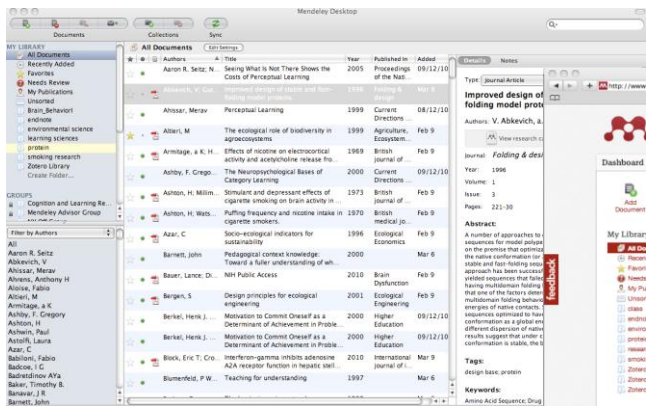 Mendeley Desktop
Documents
Collections
Sync
MY LIBRARY
All Documents
Recently Added
Favorites
Needs Review
My Publications
Unsorted
Brain_Behaviorl
endnote
environmental science
learning sciences
protein
smoking research
Zotero Library
Create Folder...
GROUPS
Cognition and Learning Re...
Mendeley Advisor Group
Filter by Authors
All
Aaron R. Seitz
Abkevich, V
Ahissar, Merav
Ahrens, Anthony H
Aloise, Fabio
Altieri, M
Armitage, a K
Ashby, F. Gregory
Ashton, H
Ashwin, Paul
Astolfi, Laura
Azar, C
Babiloni, Fabio
Badcoe, I G
Badretdinov AYa
Baker, Timothy B.
Banavar, J R
Barnett, John
All Documents
Edit Settings
Authors Title Year Published In Added
Aaron R. Seitz; N... Seeing What Is Not There Shows the Costs of Perceptual Learning 2005 Proceedings of the Nati... 09/12/10
Ahissar, Merav Perceptual Learning 1999 Current Directions ... 08/12/10
Altieri, M The ecological role of biodiversity in agroecosystems 1999 Agriculture, Ecosystem... Feb 9
Armitage, a K; H... Effects of nicotine on electrocortical activity and acetylcholine release fro... 1969 British journal of ... Feb 9
Ashby, F. Grego... The Neuropsychological Bases of Category Learning 2000 Current Directions ... 09/12/10
Ashton, H; Millim... Stimulant and depressant effects of cigarette smoking on brain activity in ... 1973 British journal of ... Feb 9
Ashton, H; Wats... Puffing frequency and nicotine intake in cigarette smokers. 1970 British medical jo... Feb 9
Azar, C Socio-ecological indicators for sustainability 1996 Ecological Economics Feb 9
Barnett, John Pedagogical context knowledge: Toward a fuller understanding of wh... 2000 Mar 6
Bauer, Lance; Di... NIH Public Access 2010 Brain Dysfunction Feb 9
Bergen, S Design principles for ecological engineering 2001 Ecological Engineering Feb 9
Berkel, Henk J. ... Motivation to Commit Oneself as a Determinant of Achievement in Proble... 2000 Higher Education 09/12/10
Berkel, Henk J. ... Motivation to Commit Oneself as a Determinant of Achievement in Proble... 2000 Higher Education 09/12/10
Block, Eric T; Cro... Interferon-gamma inhibits adenosine A2A receptor function in hepatic stell... 2010 International journal of i... Mar 9
Blumenfeld, P W... Teaching for understanding 1997 Mar 6
Details Notes
Type: Journal Article
Improved design of
folding model prote
Authors: V. Abkevich, a.
View research ca
Journal: Folding & desi
Year: 1996
Volume: 1
Issue: 3
Pages: 221-30
Abstract:
A number of approaches to
sequences for model polype
on the premise that optimiza
the native conformation (or
stable and fast-folding seque
approach has been successf
yielded sequences that failed
having multidomain folding
that one of the factors deter
multidomain folding behavio
energies of native contacts.
sequences optimized to have
conformation as a global ene
different dispersion of native
results suggest that under c
conformation is stable, the b
Tags:
design base; protein
Keywords:
Amino Acid Sequence; Drug
http://www
Dashboard
Add
Document
My Library
All Do
Recen
Favori
Needs
My Pu
Unsor
class
endno
enviro
protei
resear
smoki
Zotero
Zotero
Zotero
feedback